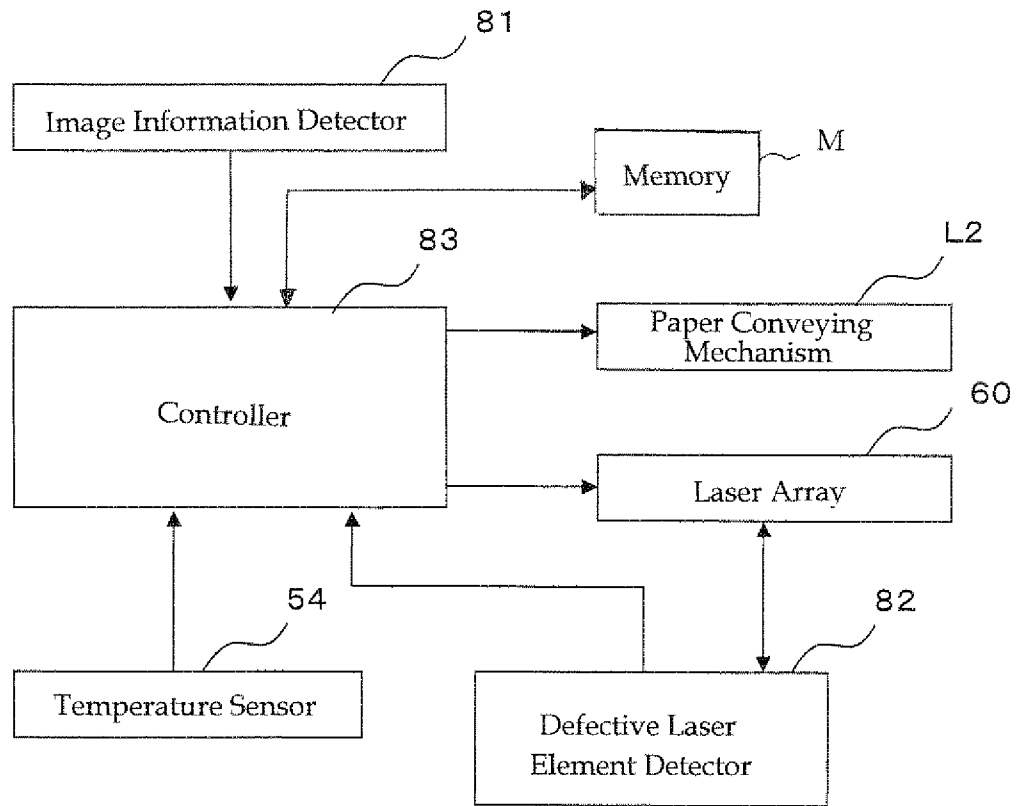 81
Image Information Detector
M
Memory
L2
83
Paper Conveying
Mechanism
60
Controller
Laser Array
54
82
Temperature Sensor
Defective Laser
Element Detector